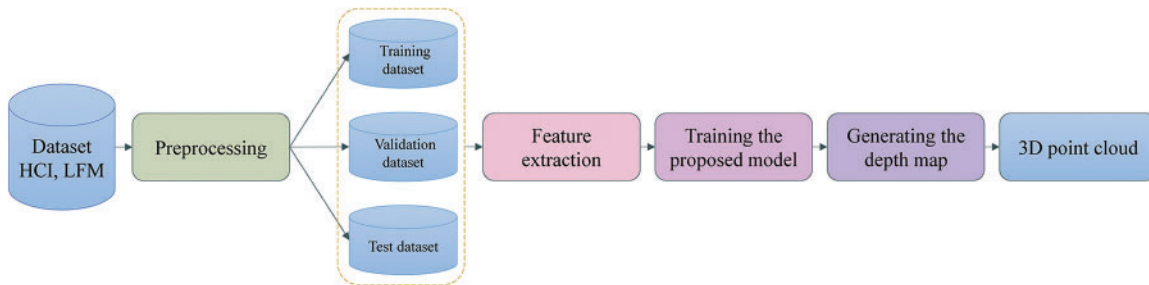 Dataset
HCI, LFM
Preprocessing
Training
dataset
Validation
dataset
Test dataset
Feature
extraction
Training the
proposed model
Generating the
depth map
3D point cloud